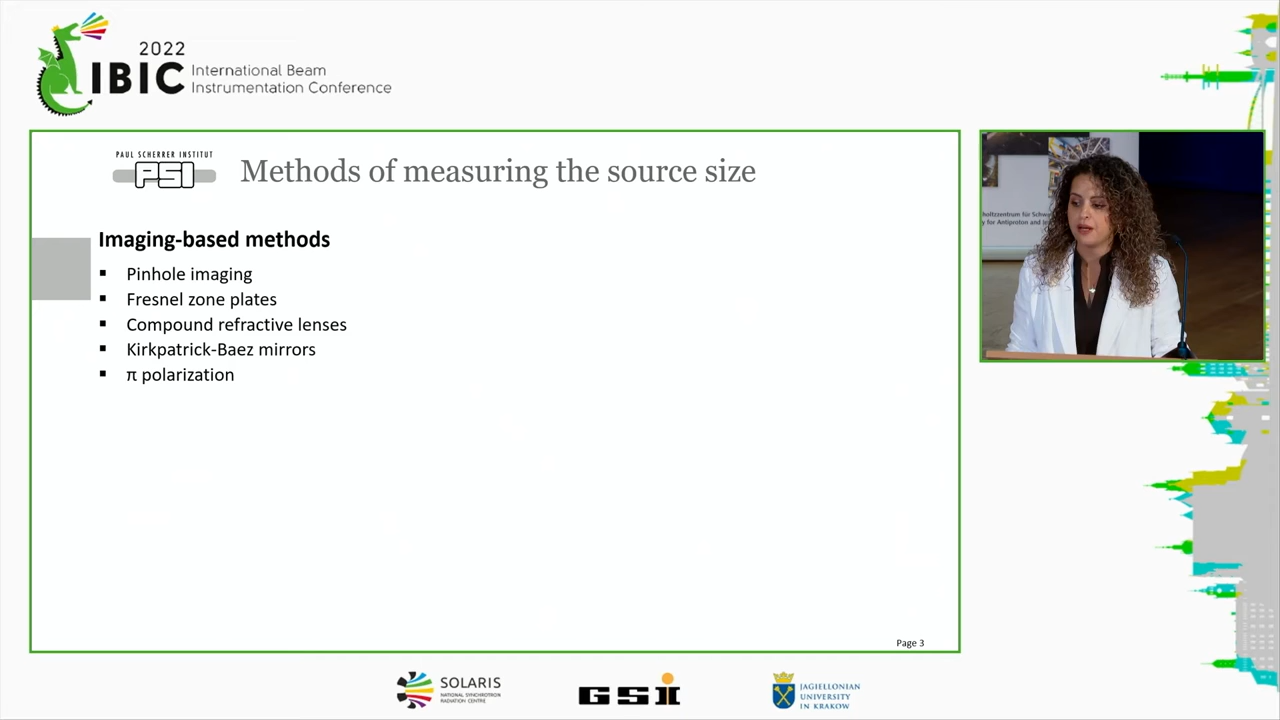 2022
IBIC International Beam
Instrumentation Conference
PAUL SCHERRER INSTITUT
PSI
Methods of measuring the source size
Imaging-based methods
▪ Pinhole imaging
▪ Fresnel zone plates
▪ Compound refractive lenses
▪ Kirkpatrick-Baez mirrors
▪ π polarization
Page 3
SOLARIS
NATIONAL SYNCHROTRON
RADIATION CENTRE
GSi
JAGIELLONIAN
UNIVERSITY
IN KRAKOW